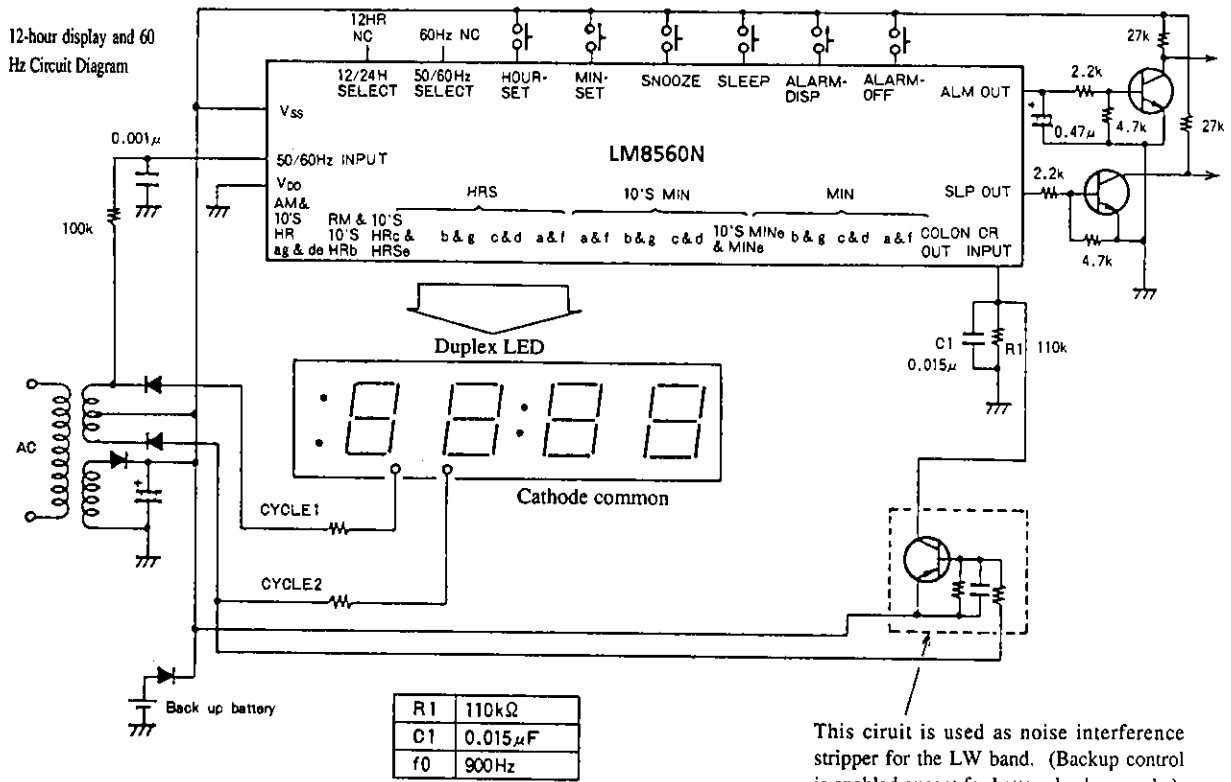 12-hour display and 60
Hz Circuit Diagram
12HR
NC
60Hz NC
12/24H
SELECT
50/60Hz
SELECT
HOUR-
SET
MIN-
SET
SNOOZE
SLEEP
ALARM-
DISP
ALARM-
OFF
27k
2.2k
ALM OUT
VSS
0.001μ
0.47μ
4.7k
27k
50/60Hz INPUT
LM8560N
VDD
2.2k
SLP OUT
HRS
10'S MIN
MIN
AM&
10'S
HR
ag & de
RM &
10'S
HRb
10'S
HRc &
HRSe
b & g
c & d
a & f
a & f
b & g
c & d
10'S MINe
& MINe
b & g
c & d
a & f
COLON
OUT
CR
INPUT
100k
4.7k
Duplex LED
C1
0.015μ
R1
110k
AC
Cathode common
CYCLE1
CYCLE2
Back up battery
R1 110kΩ
C1 0.015μF
f0 900Hz
This ciruit is used as noise interference
stripper for the LW band. (Backup control